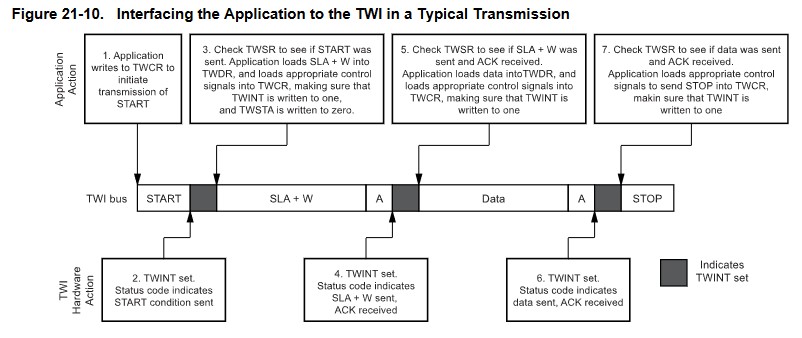 Figure 21-10. Interfacing the Application to the TWI in a Typical Transmission
Application
Action
1. Application
writes to TWCR to
initiate
transmission of
START
3. Check TWSR to see if START was
sent. Application loads SLA + W into
TWDR, and loads appropriate control
signals into TWCR, making sure that
TWINT is written to one,
and TWSTA is written to zero.
5. Check TWSR to see if SLA + W was
sent and ACK received.
Application loads data intoTWDR, and
loads appropriate control signals into
TWCR, making sure that TWINT is
written to one
7. Check TWSR to see if data was sent
and ACK received.
Application loads appropriate control
signals to send STOP into TWCR,
makin sure that TWINT is
written to one
TWI bus
START
SLA + W
A
Data
A
STOP
TWI
Hardware
Action
2. TWINT set.
Status code indicates
START condition sent
4. TWINT set.
Status code indicates
SLA + W sent,
ACK received
6. TWINT set.
Status code indicates
data sent, ACK received
Indicates
TWINT set